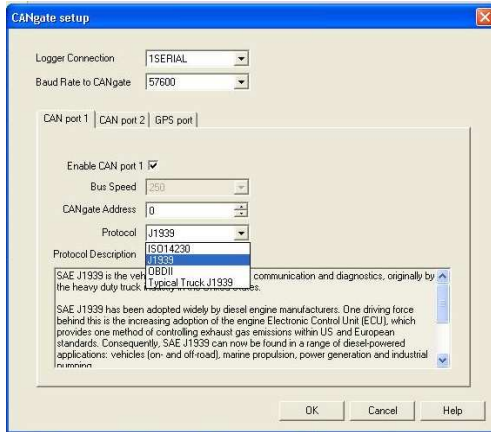 CANgate setup
Logger Connection 1SERIAL
Baud Rate to CANgate 57600
CAN port 1 CAN port 2 GPS port
Enable CAN port 1
Bus Speed 250
CANgate Address 0
Protocol J1939
ISO14230
J1939
OBDII
Typical Truck J1939
Protocol Description
SAE J1939 is the veh communication and diagnostics, originally by
the heavy duty truck in the United States.
SAE J1939 has been adopted widely by diesel engine manufacturers. One driving force
behind this is the increasing adoption of the engine Electronic Control Unit (ECU), which
provides one method of controlling exhaust gas emissions within US and European
standards. Consequently, SAE J1939 can now be found in a range of diesel-powered
applications: vehicles (on- and off-road), marine propulsion, power generation and industrial
pumping.
OK Cancel Help